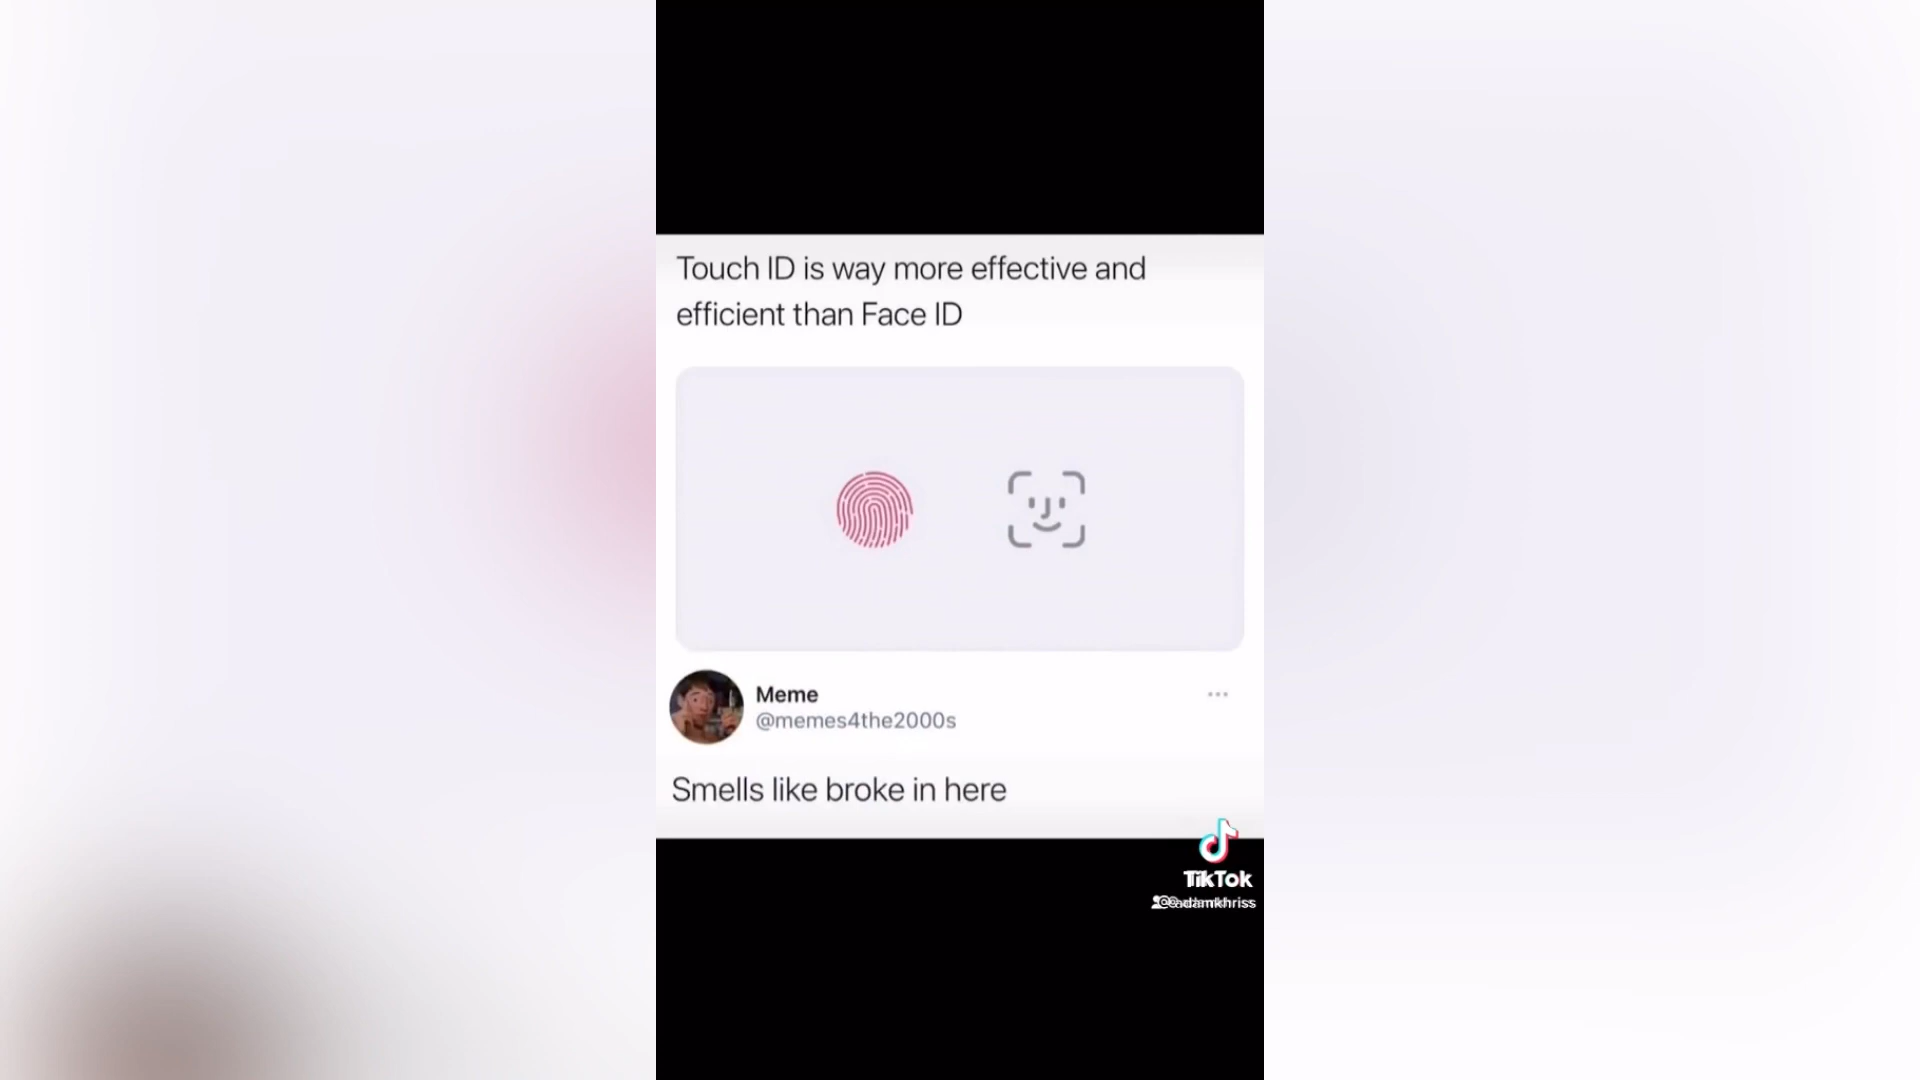 Touch ID is way more effective and
efficient than Face ID
Meme
@memes4the2000s
Smells like broke in here
TikTok
@adamkhriss